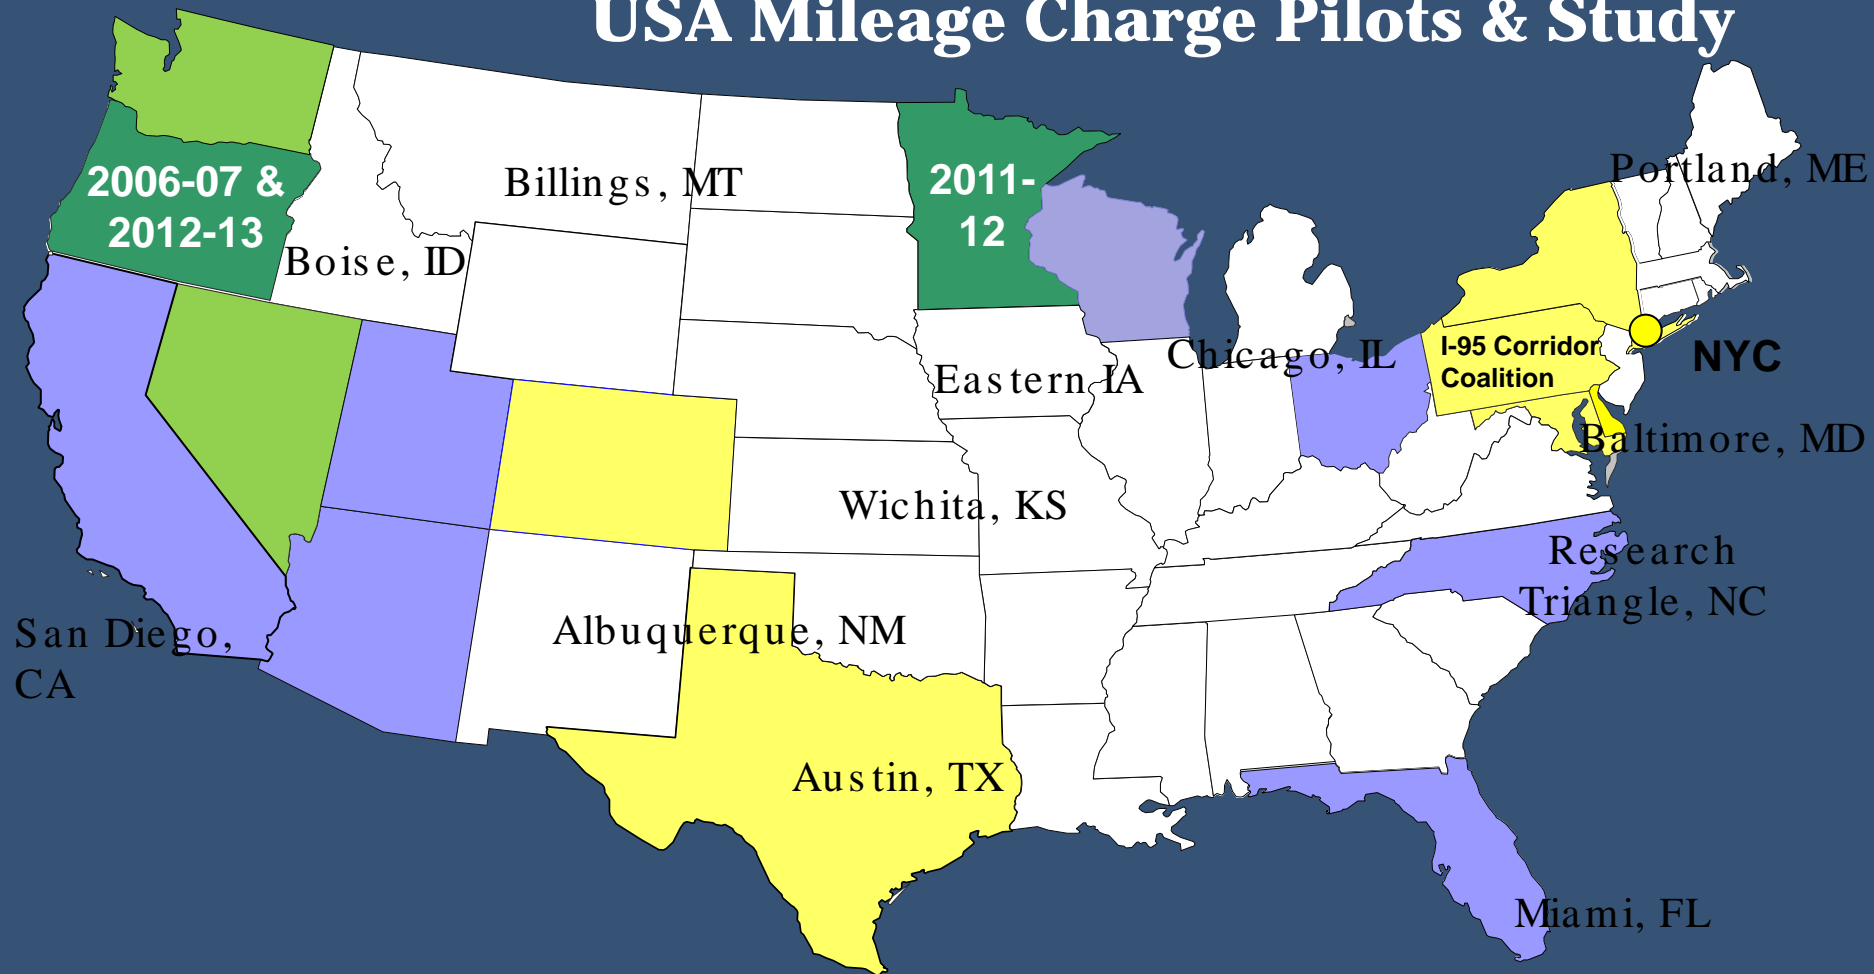 USA Mileage Charge Pilots & Study
Portland, ME
2006-07 &
2012-13
Billings, MT
2011-
12
Boise, ID
I-95 Corridor
Coalition
NYC
Chicago, IL
Eastern IA
Baltimore, MD
Wichita, KS
Research
Triangle, NC
San Diego,
CA
Albuquerque, NM
Austin, TX
Miami, FL